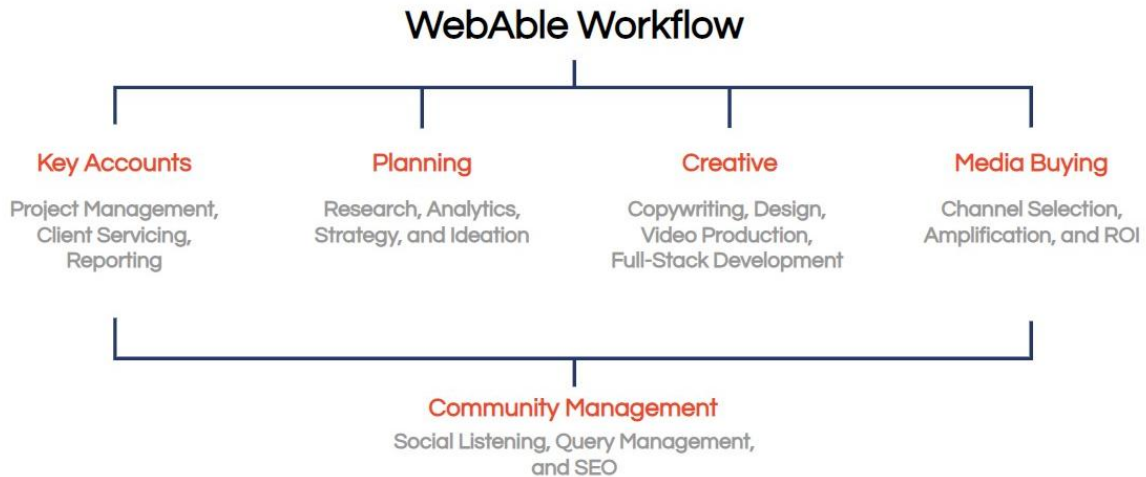 WebAble Workflow
Key Accounts
Project Management,
Client Servicing,
Reporting
Planning
Research, Analytics,
Strategy, and Ideation
Creative
Copywriting, Design,
Video Production,
Full-Stack Development
Media Buying
Channel Selection,
Amplification, and ROI
Community Management
Social Listening, Query Management,
and SEO